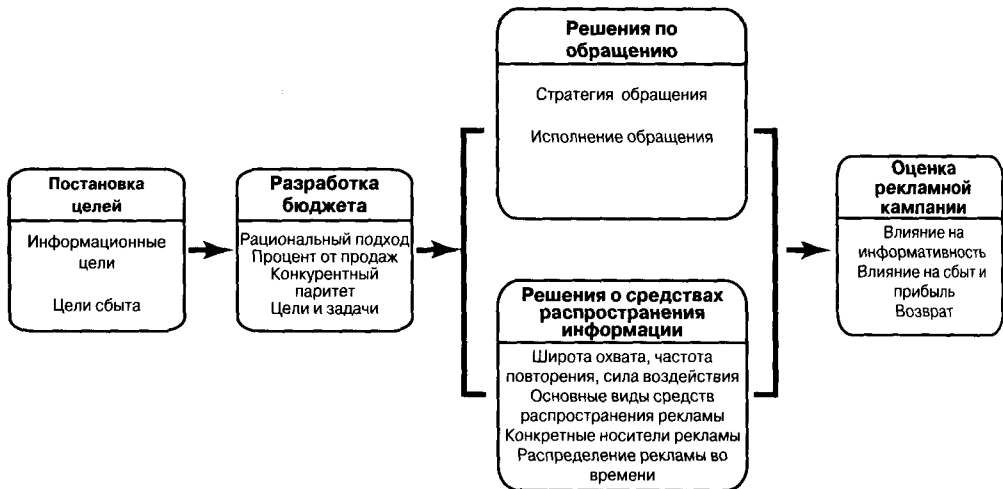 Постановка
целей
Информационные
цели
Цели сбыта
Разработка
бюджета
Рациональный подход
Процент от продаж
Конкурентный
паритет
Цели и задачи
Решения по
обращению
Стратегия обращения
Исполнение обращения
Решения о средствах
распространения
информации
Широта охвата, частота
повторения, сила воздействия
Основные виды средств
распространения рекламы
Конкретные носители рекламы
Распределение рекламы во
времени
Оценка
рекламной
кампании
Влияние на
информативность
Влияние на сбыт и
прибыль
Возврат